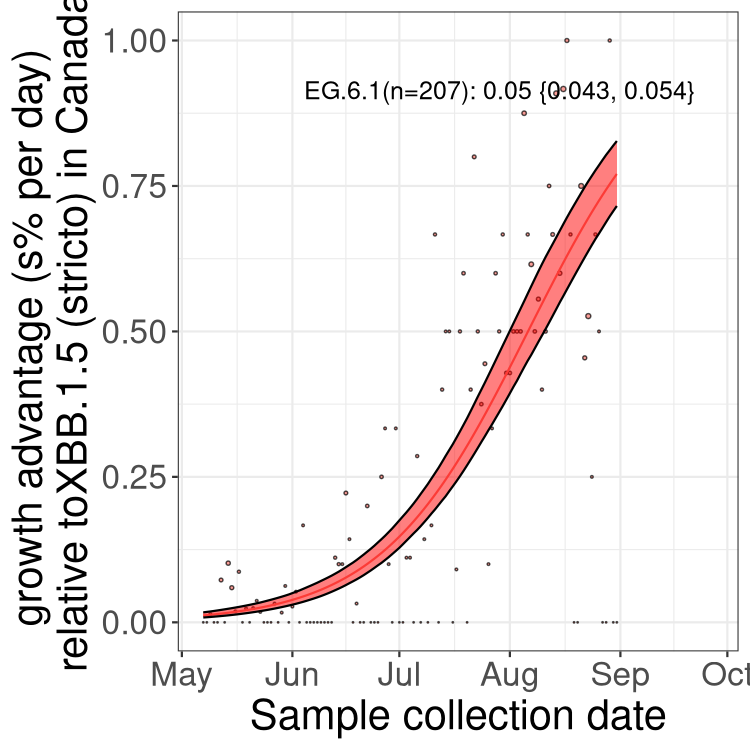 growth advantage (s% per day)
relative toXBB.1.5 (stricto) in Canada
1.00
0.75
0.50
0.25
0.00
EG.6.1(n=207): 0.05 {0.043, 0.054}
May Jun Jul Aug Sep Oct
Sample collection date